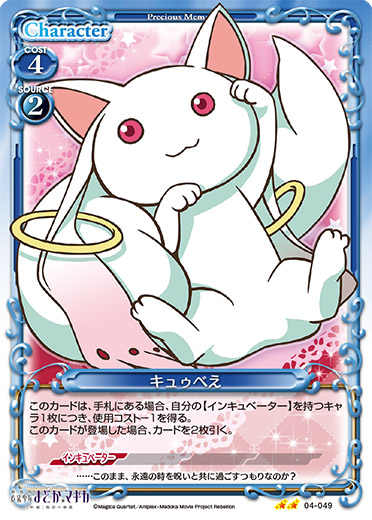 Precious Mem
Character
COST
4
SOURCE
2
キュゥべえ
このカードは、手札にある場合、自分の【インキュベーター】を持つキャ
ラ1枚につき、使用コストー1を得る。
このカードが登場した場合、カードを2枚引く。
インキュベーター
……このまま、永遠の時を呪いと共に過ごすつもりなのか?
まどか☆マギカ
04-049
©Magica Quartet/Aniplex・Madoka Movie Project Rebellion